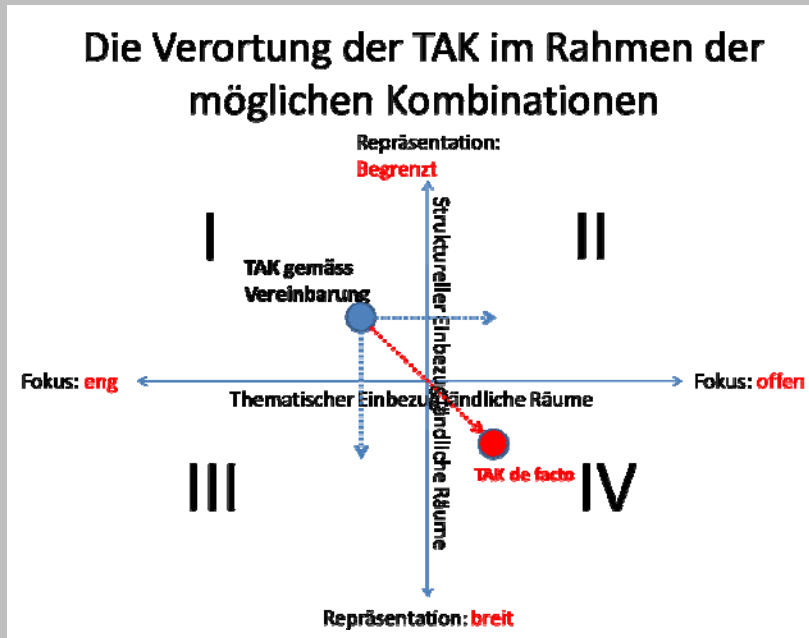 Die Verortung der TAK im Rahmen der
möglichen Kombinationen
Repräsentation:
Begrenzt
I
II
Struktureller Einbezug ländliche Räume
TAK gemäss
Vereinbarung
Fokus: eng
Fokus: offen
Thematischer Einbezug ländliche Räume
TAK de facto
III
IV
Repräsentation: breit